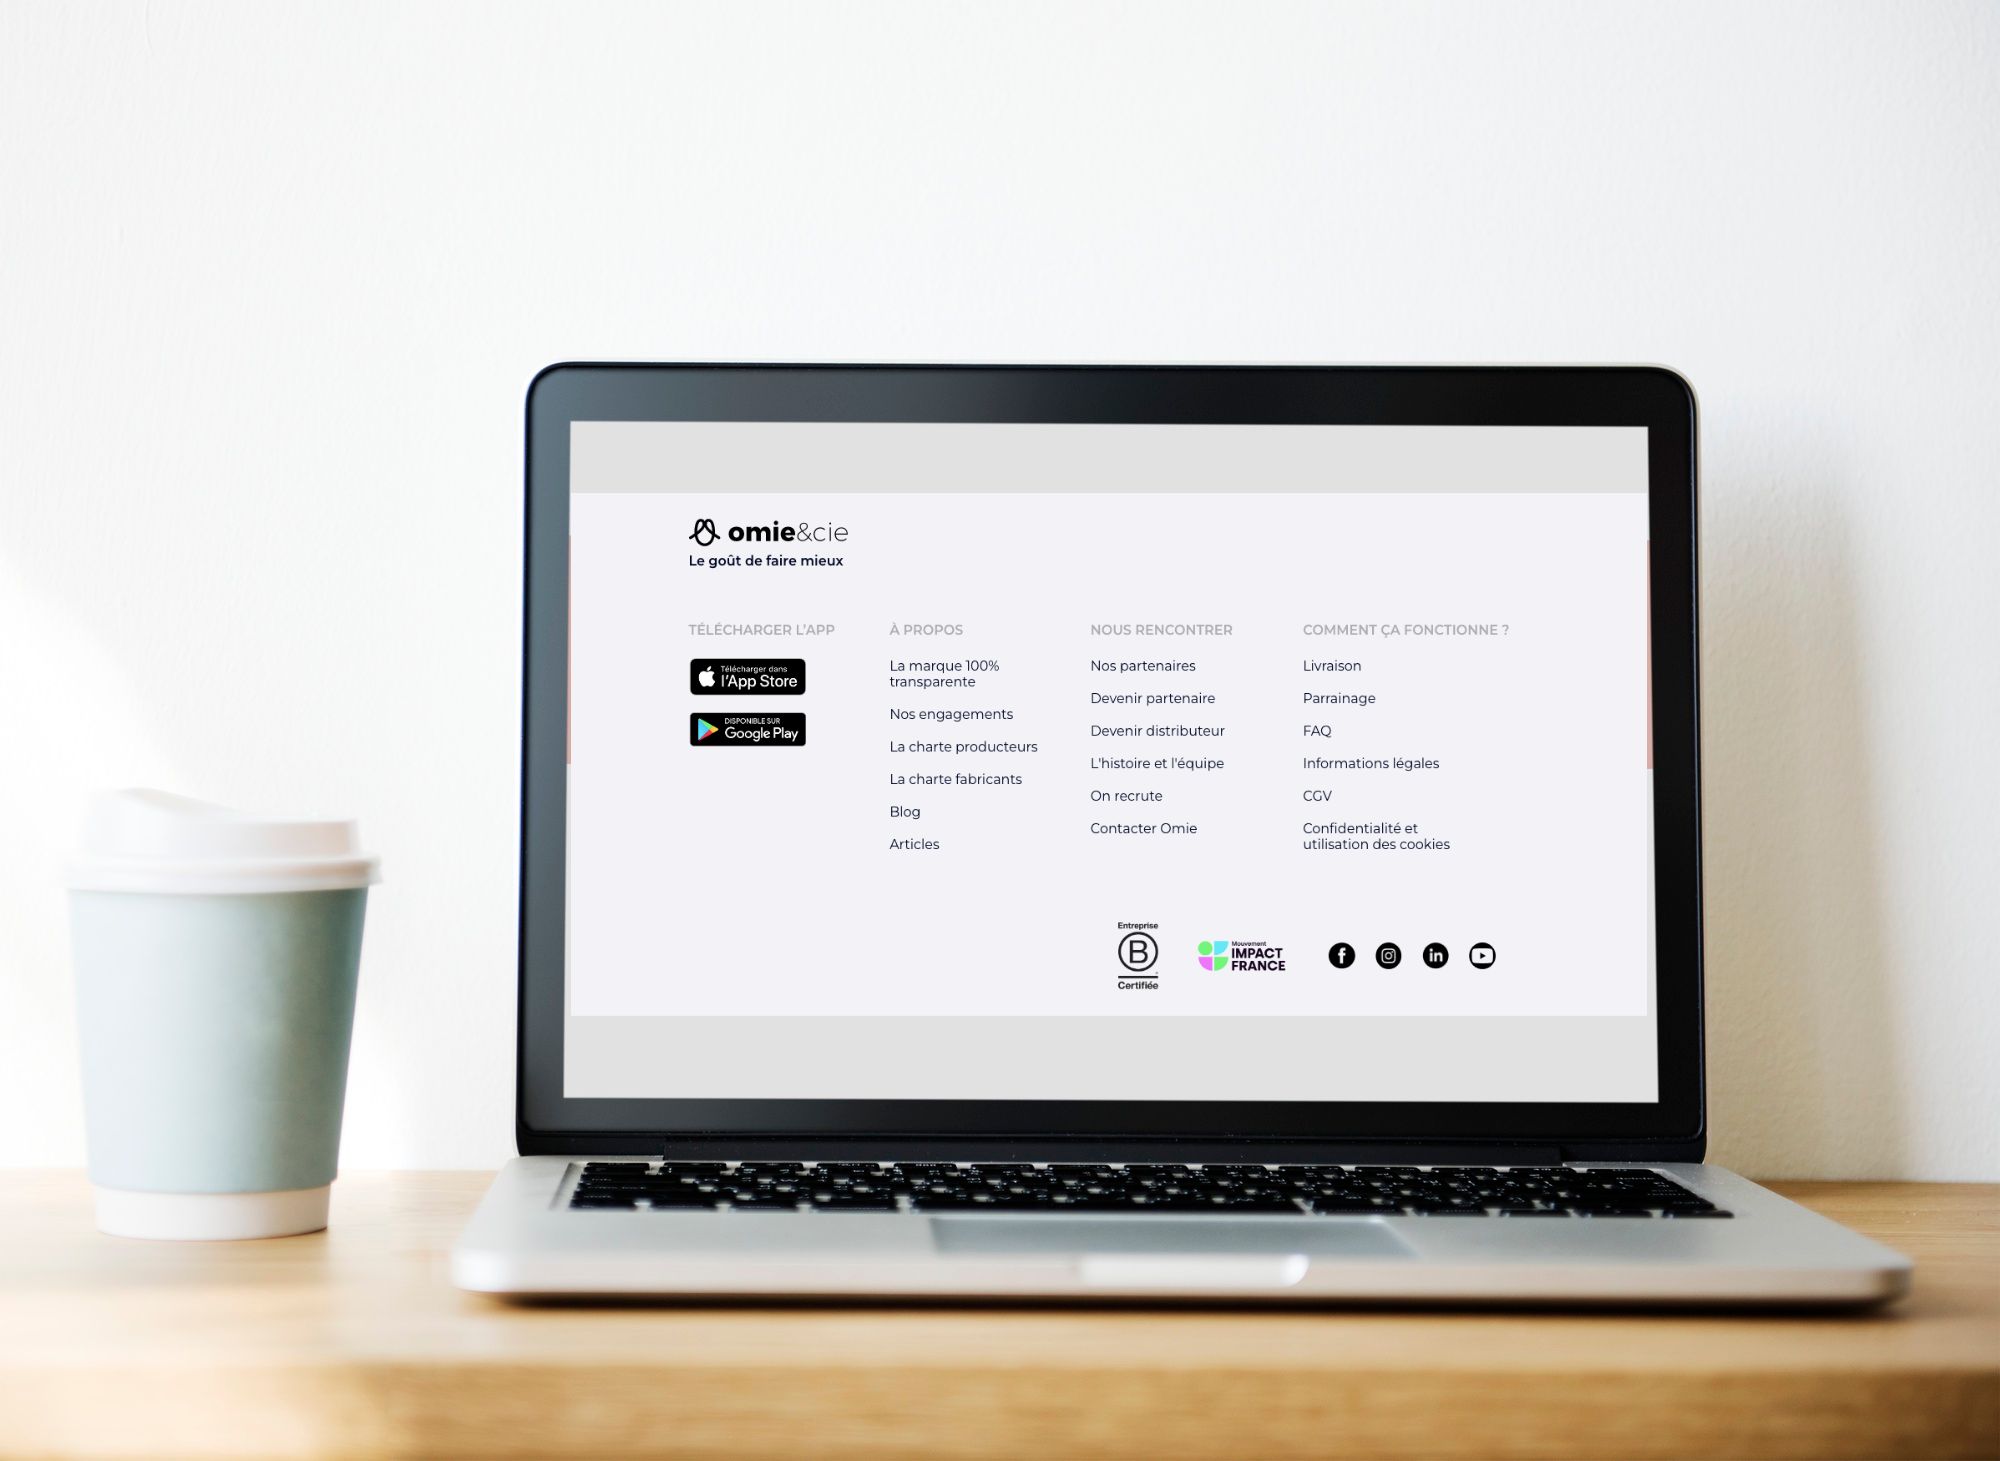 omie&cie
Le goût de faire mieux
TÉLÉCHARGER L’APP
Télécharger dans
l’App Store
DISPONIBLE SUR
Google Play
À PROPOS
La marque 100%
transparente
Nos engagements
La charte producteurs
La charte fabricants
Blog
Articles
NOUS RENCONTRER
Nos partenaires
Devenir partenaire
Devenir distributeur
L'histoire et l'équipe
On recrute
Contacter Omie
COMMENT ÇA FONCTIONNE ?
Livraison
Parrainage
FAQ
Informations légales
CGV
Confidentialité et
utilisation des cookies
Entreprise
B
Certifiée
Mouvement
IMPACT
FRANCE
f
in